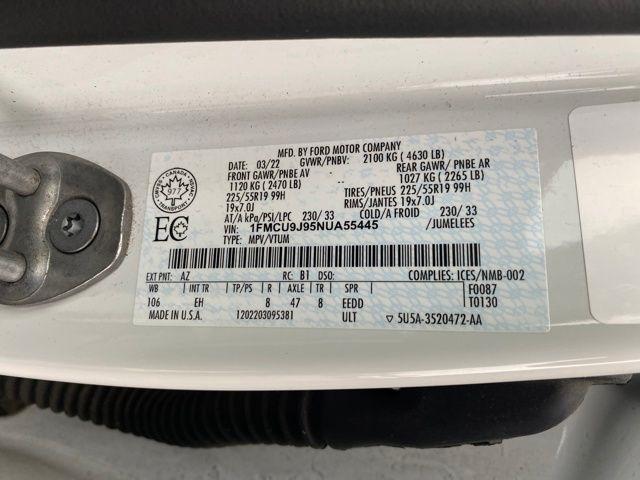 MFD. BY FORD MOTOR COMPANY
DATE: 03/22 GVWR/PNBV: 2100 KG ( 4630 LB)
FRONT GAWR/PNBE AV REAR GAWR/ PNBE AR
1120 KG ( 2470 LB) 1027 KG ( 2265 LB)
225/55R19 99H TIRES/PNEUS 225/55R19 99H
19x7.0J RIMS/JANTES 19x7.0J
AT/A kPa/PSI/LPC 230/ 33 COLD/A FROID 230/ 33
VIN: 1FMCU9J95NUA55445 /JUMELEES
TYPE: MPV/VTUM
CANADA
977
TRANSPORT
EC
EXT PNT: AZ RC: B1 DSO: COMPLIES: ICES/NMB-002
WB INT TR TP/PS R AXLE TR SPR F0087
106 EH 8 47 8 EEDD T0130
MADE IN U.S.A. 1202203095381 ULT ▽ 5U5A-3520472-AA